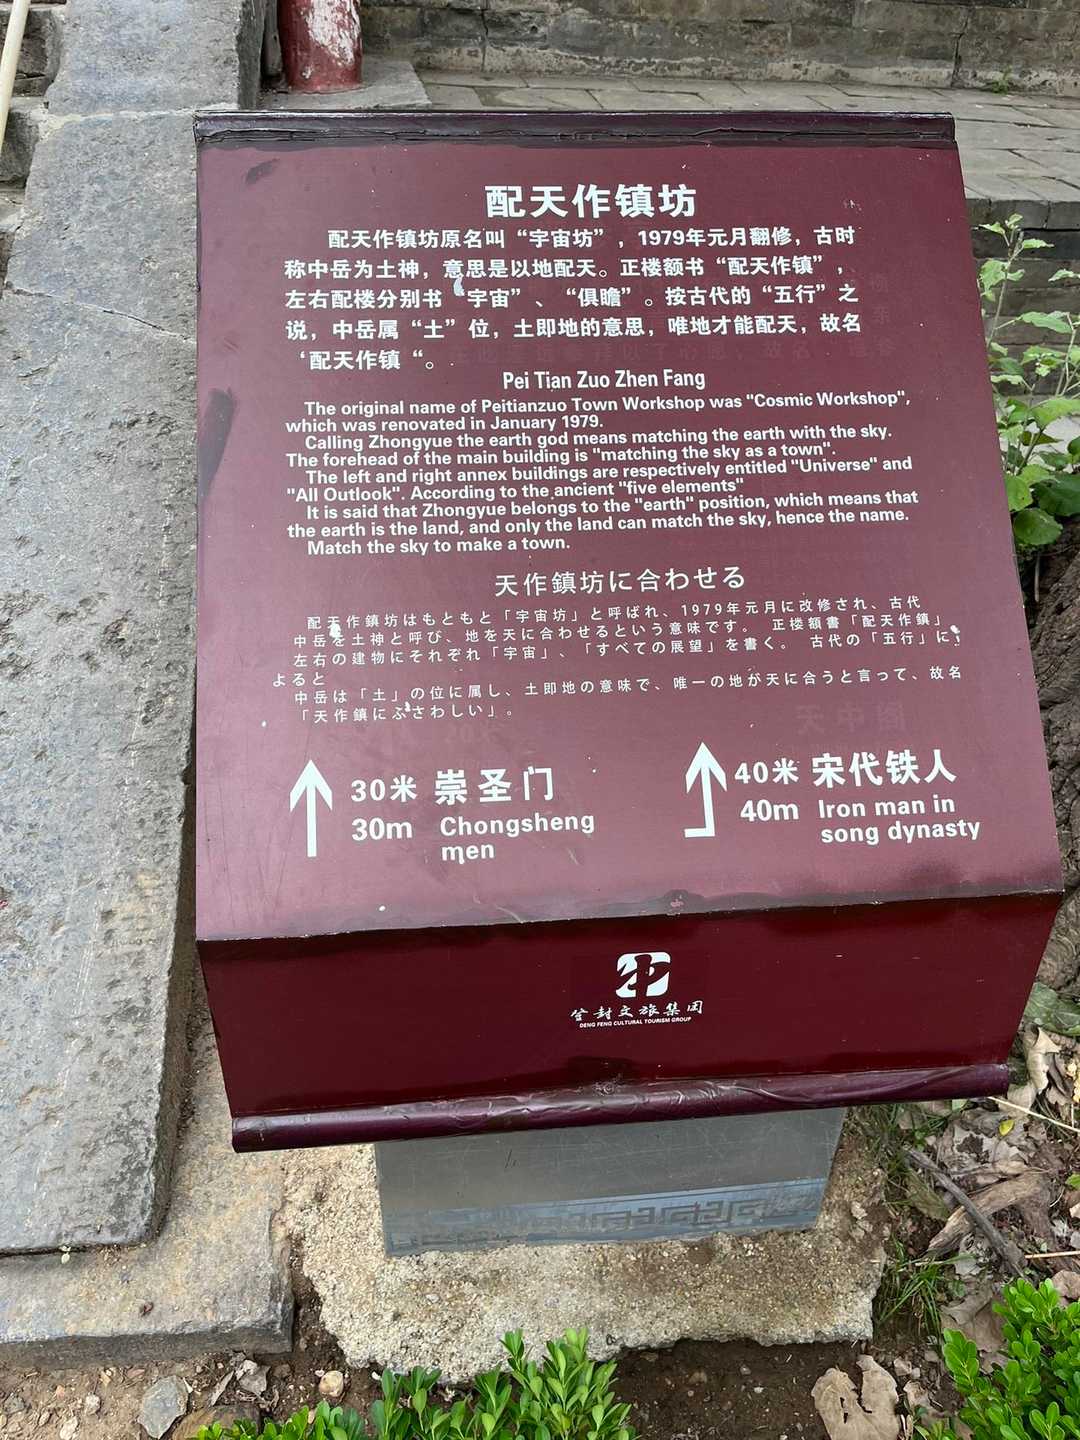 配天作镇坊
配天作镇坊原名叫“宇宙坊”，1979年元月翻修，古时
称中岳为土神，意思是以地配天。正楼额书“配天作镇”，
左右配楼分别书“宇宙”、“俱瞻”。按古代的“五行”之
说，中岳属“土”位，土即地的意思，唯地才能配天，故名
‘配天作镇“。
Pei Tian Zuo Zhen Fang
The original name of Peitianzuo Town Workshop was "Cosmic Workshop",
which was renovated in January 1979.
Calling Zhongyue the earth god means matching the earth with the sky.
The forehead of the main building is "matching the sky as a town".
The left and right annex buildings are respectively entitled "Universe" and
"All Outlook". According to the ancient "five elements"
It is said that Zhongyue belongs to the "earth" position, which means that
the earth is the land, and only the land can match the sky, hence the name.
Match the sky to make a town.
天作鎮坊に合わせる
配天作鎮坊はもともと「宇宙坊」と呼ばれ、1979年元月に改修され、古代
中岳を土神と呼び、地を天に合わせるという意味です。 正楼額書「配天作鎮」、
左右の建物にそれぞれ「宇宙」、「すべての展望」を書く。 古代の「五行」に
よると
中岳は「土」の位に属し、土即地の意味で、唯一の地が天に合うと言って、故名
「天作鎮にふさわしい」。
30米 崇圣门
30m Chongsheng
men
40米 宋代铁人
40m Iron man in
song dynasty
登封文旅集团
DENG FENG CULTURAL TOURISM GROUP